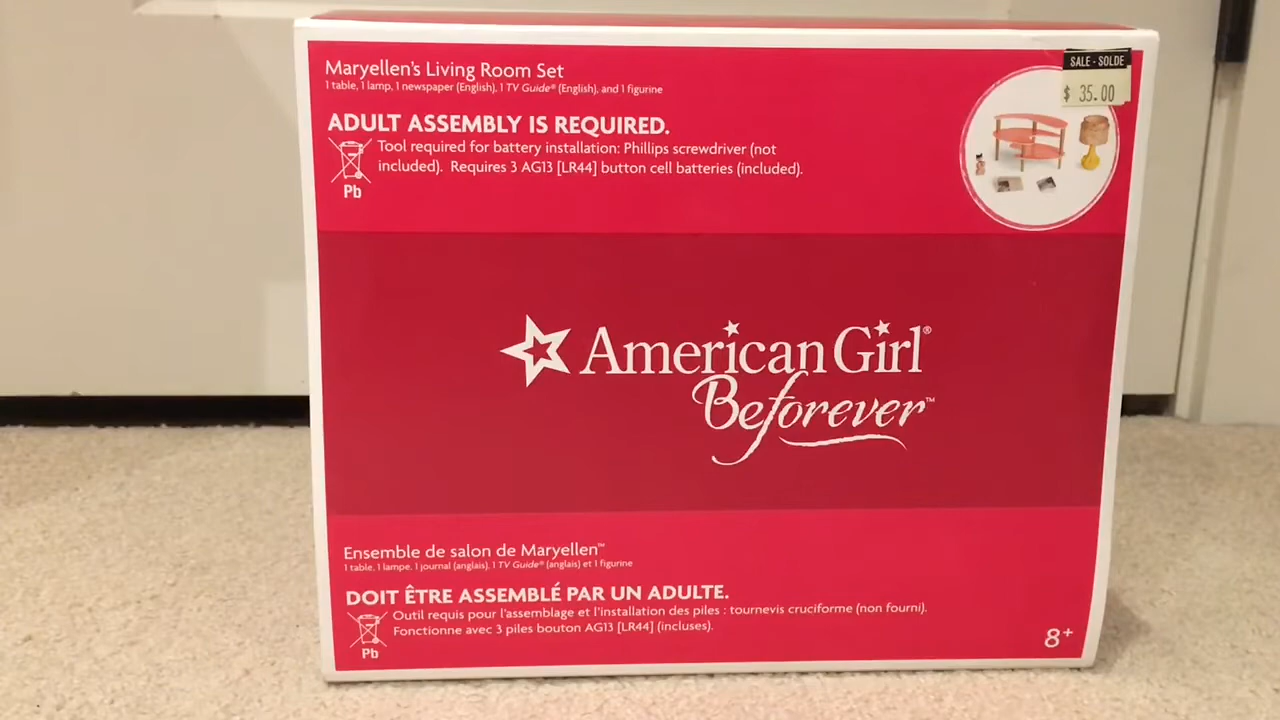 Maryellen's Living Room Set
1 table, 1 lamp, 1 newspaper (English), 1 TV Guide® (English), and 1 figurine
SALE - SOLDE
$ 35.00
ADULT ASSEMBLY IS REQUIRED.
Tool required for battery installation: Phillips screwdriver (not
included). Requires 3 AG13 [LR44] button cell batteries (included).
Pb
American Girl®
Beforever™
Ensemble de salon de Maryellen™
1 table, 1 lampe, 1 journal (anglais), 1 TV Guide® (anglais) et 1 figurine
DOIT ÊTRE ASSEMBLÉ PAR UN ADULTE.
Outil requis pour l'assemblage et l'installation des piles : tournevis cruciforme (non fourni).
Fonctionne avec 3 piles bouton AG13 [LR44] (incluses).
Pb
8+